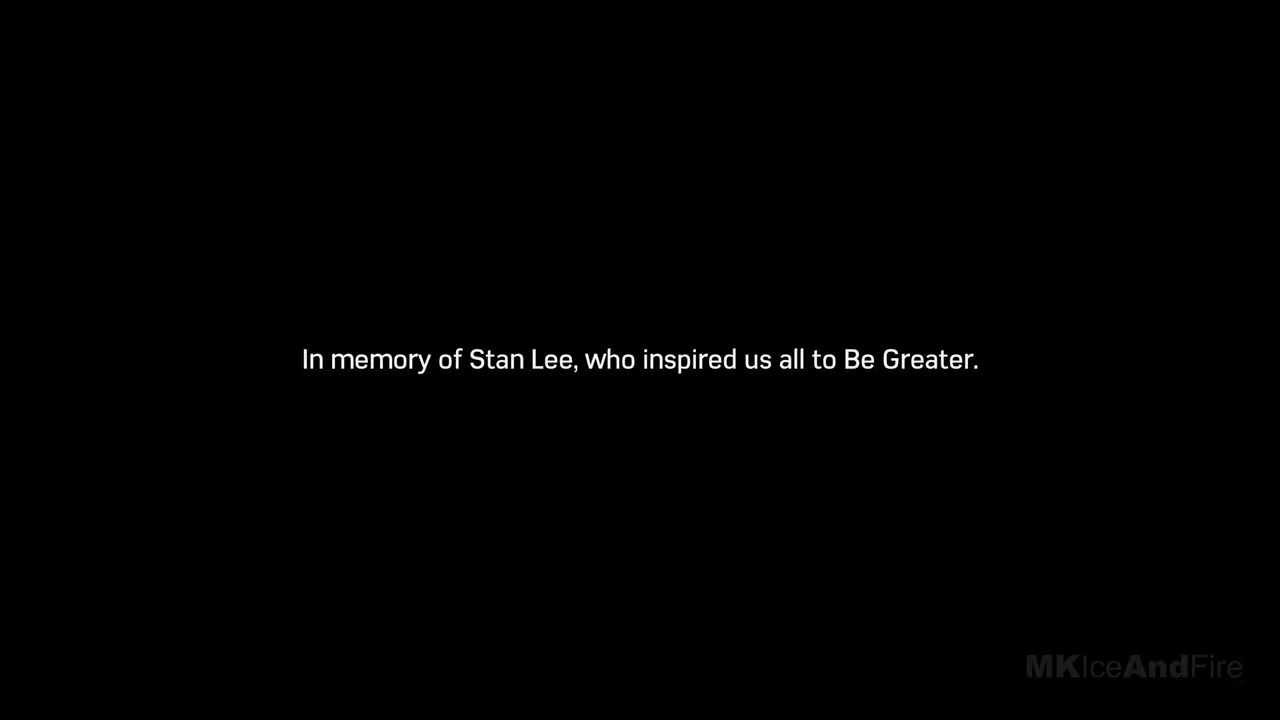 In memory of Stan Lee, who inspired us all to Be Greater.
MKIceAndFire